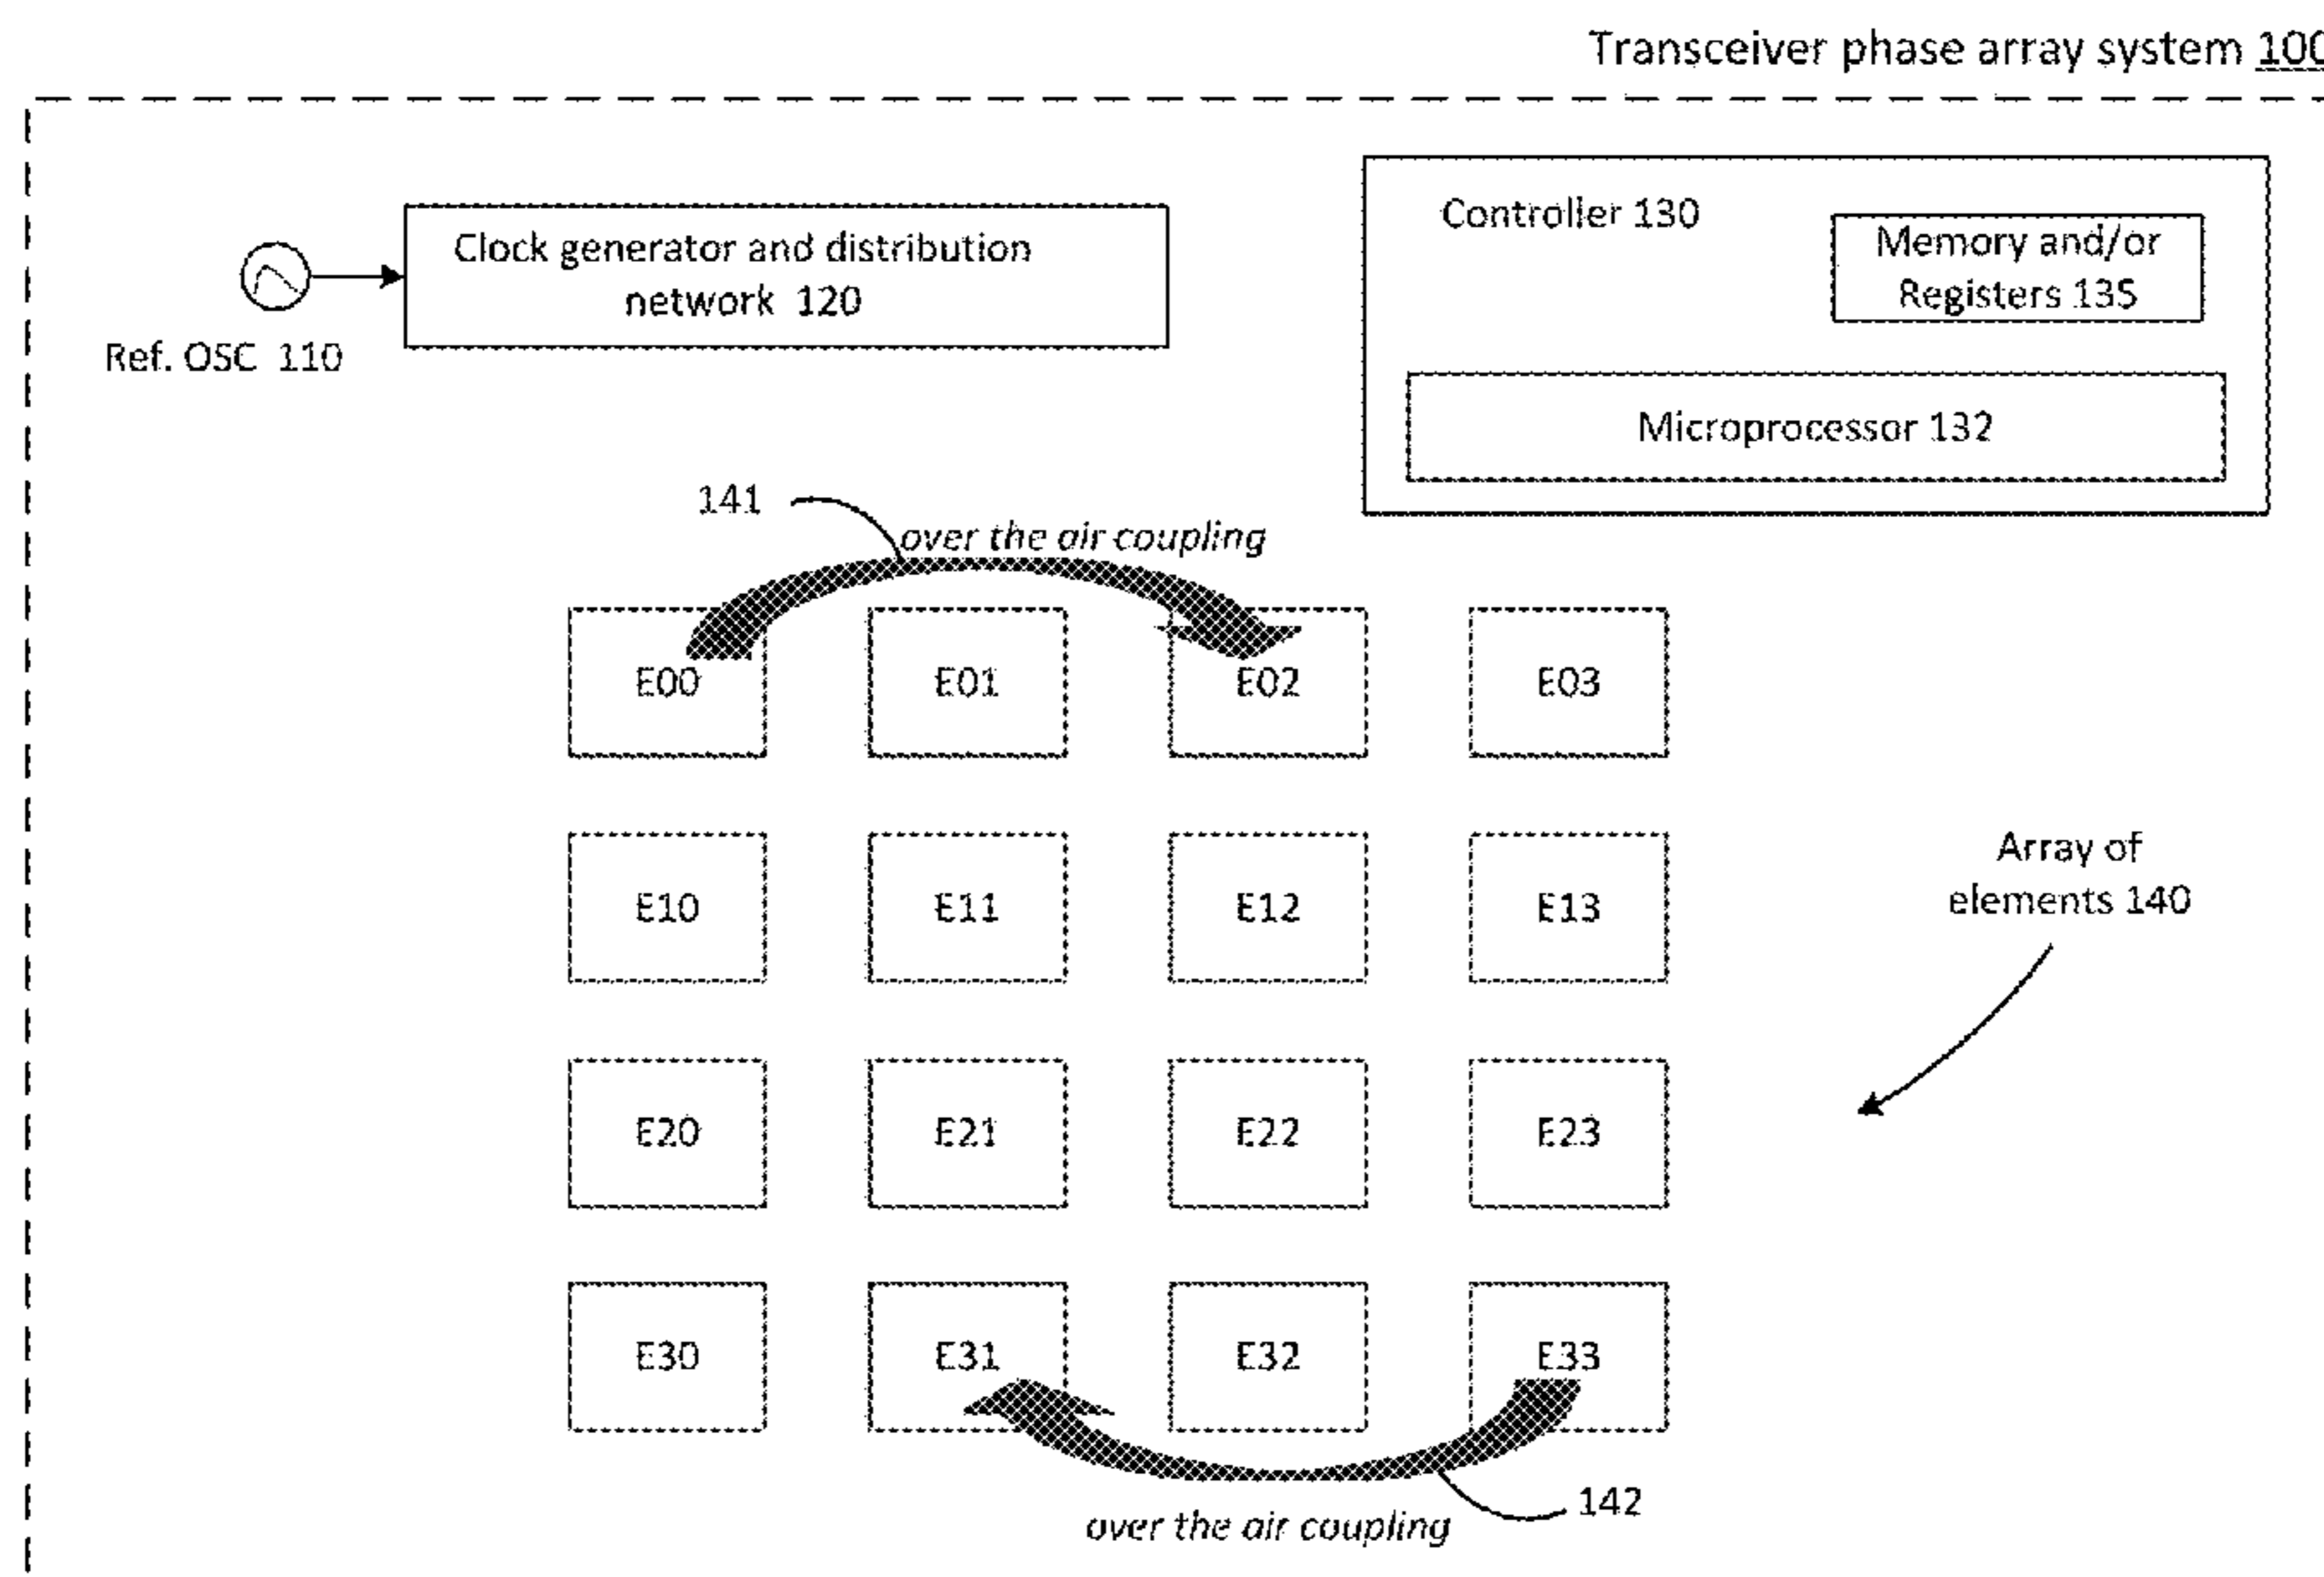 Transceiver phase array system 100
Controller 130
Memory and/or
Registers 135
Clock generator and distribution
network 120
Ref. OSC 110
Microprocessor 132
141
over the air coupling
E00 E01 E02 E03
Array of
elements 140
E10 E11 E12 E13
E20 E21 E22 E23
E30 E31 E32 E33
142
over the air coupling